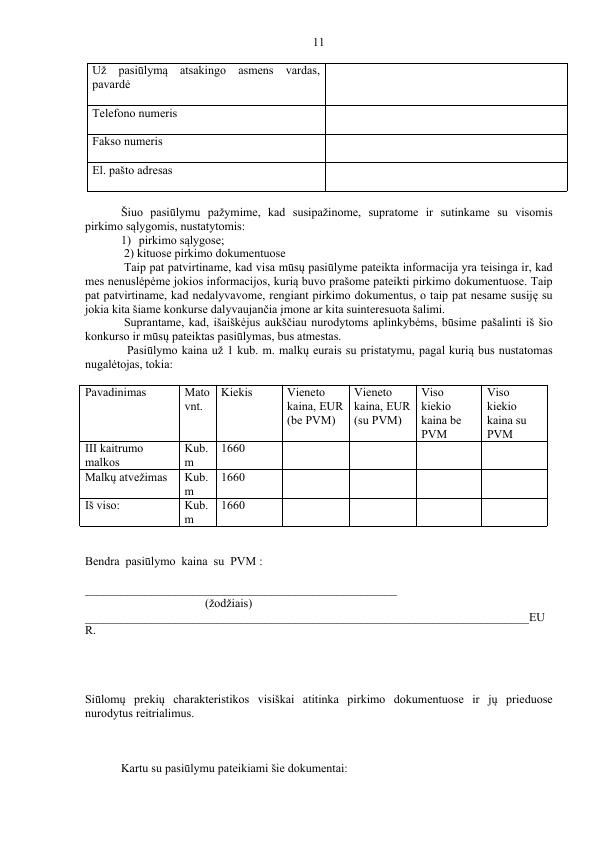 11
Už pasiūlymą atsakingo asmens vardas,
pavardė
Telefono numeris
Fakso numeris
El. pašto adresas
Šiuo pasiūlymu pažymime, kad susipažinome, supratome ir sutinkame su visomis
pirkimo sąlygomis, nustatytomis:
1) pirkimo sąlygose;
2) kituose pirkimo dokumentuose
Taip pat patvirtiname, kad visa mūsų pasiūlyme pateikta informacija yra teisinga ir, kad
mes nenuslėpėme jokios informacijos, kurią buvo prašome pateikti pirkimo dokumentuose. Taip
pat patvirtiname, kad nedalyvavome, rengiant pirkimo dokumentus, o taip pat nesame susiję su
jokia kita šiame konkurse dalyvaujančia įmone ar kita suinteresuota šalimi.
Suprantame, kad, išaiškėjus aukščiau nurodytoms aplinkybėms, būsime pašalinti iš šio
konkurso ir mūsų pateiktas pasiūlymas, bus atmestas.
Pasiūlymo kaina už 1 kub. m. malkų eurais su pristatymu, pagal kurią bus nustatomas
nugalėtojas, tokia:
Pavadinimas Mato Kiekis Vieneto Vieneto Viso Viso
vnt. kaina, EUR kaina, EUR kiekio kiekio
(be PVM) (su PVM) kaina be kaina su
PVM PVM
III kaitrumo Kub. 1660
malkos m
Malkų atvežimas Kub. 1660
m
Iš viso: Kub. 1660
m
Bendra pasiūlymo kaina su PVM :
____________________________________________________
(žodžiais)
__________________________________________________________________________EU
R.
Siūlomų prekių charakteristikos visiškai atitinka pirkimo dokumentuose ir jų prieduose
nurodytus reitrialimus.
Kartu su pasiūlymu pateikiami šie dokumentai: